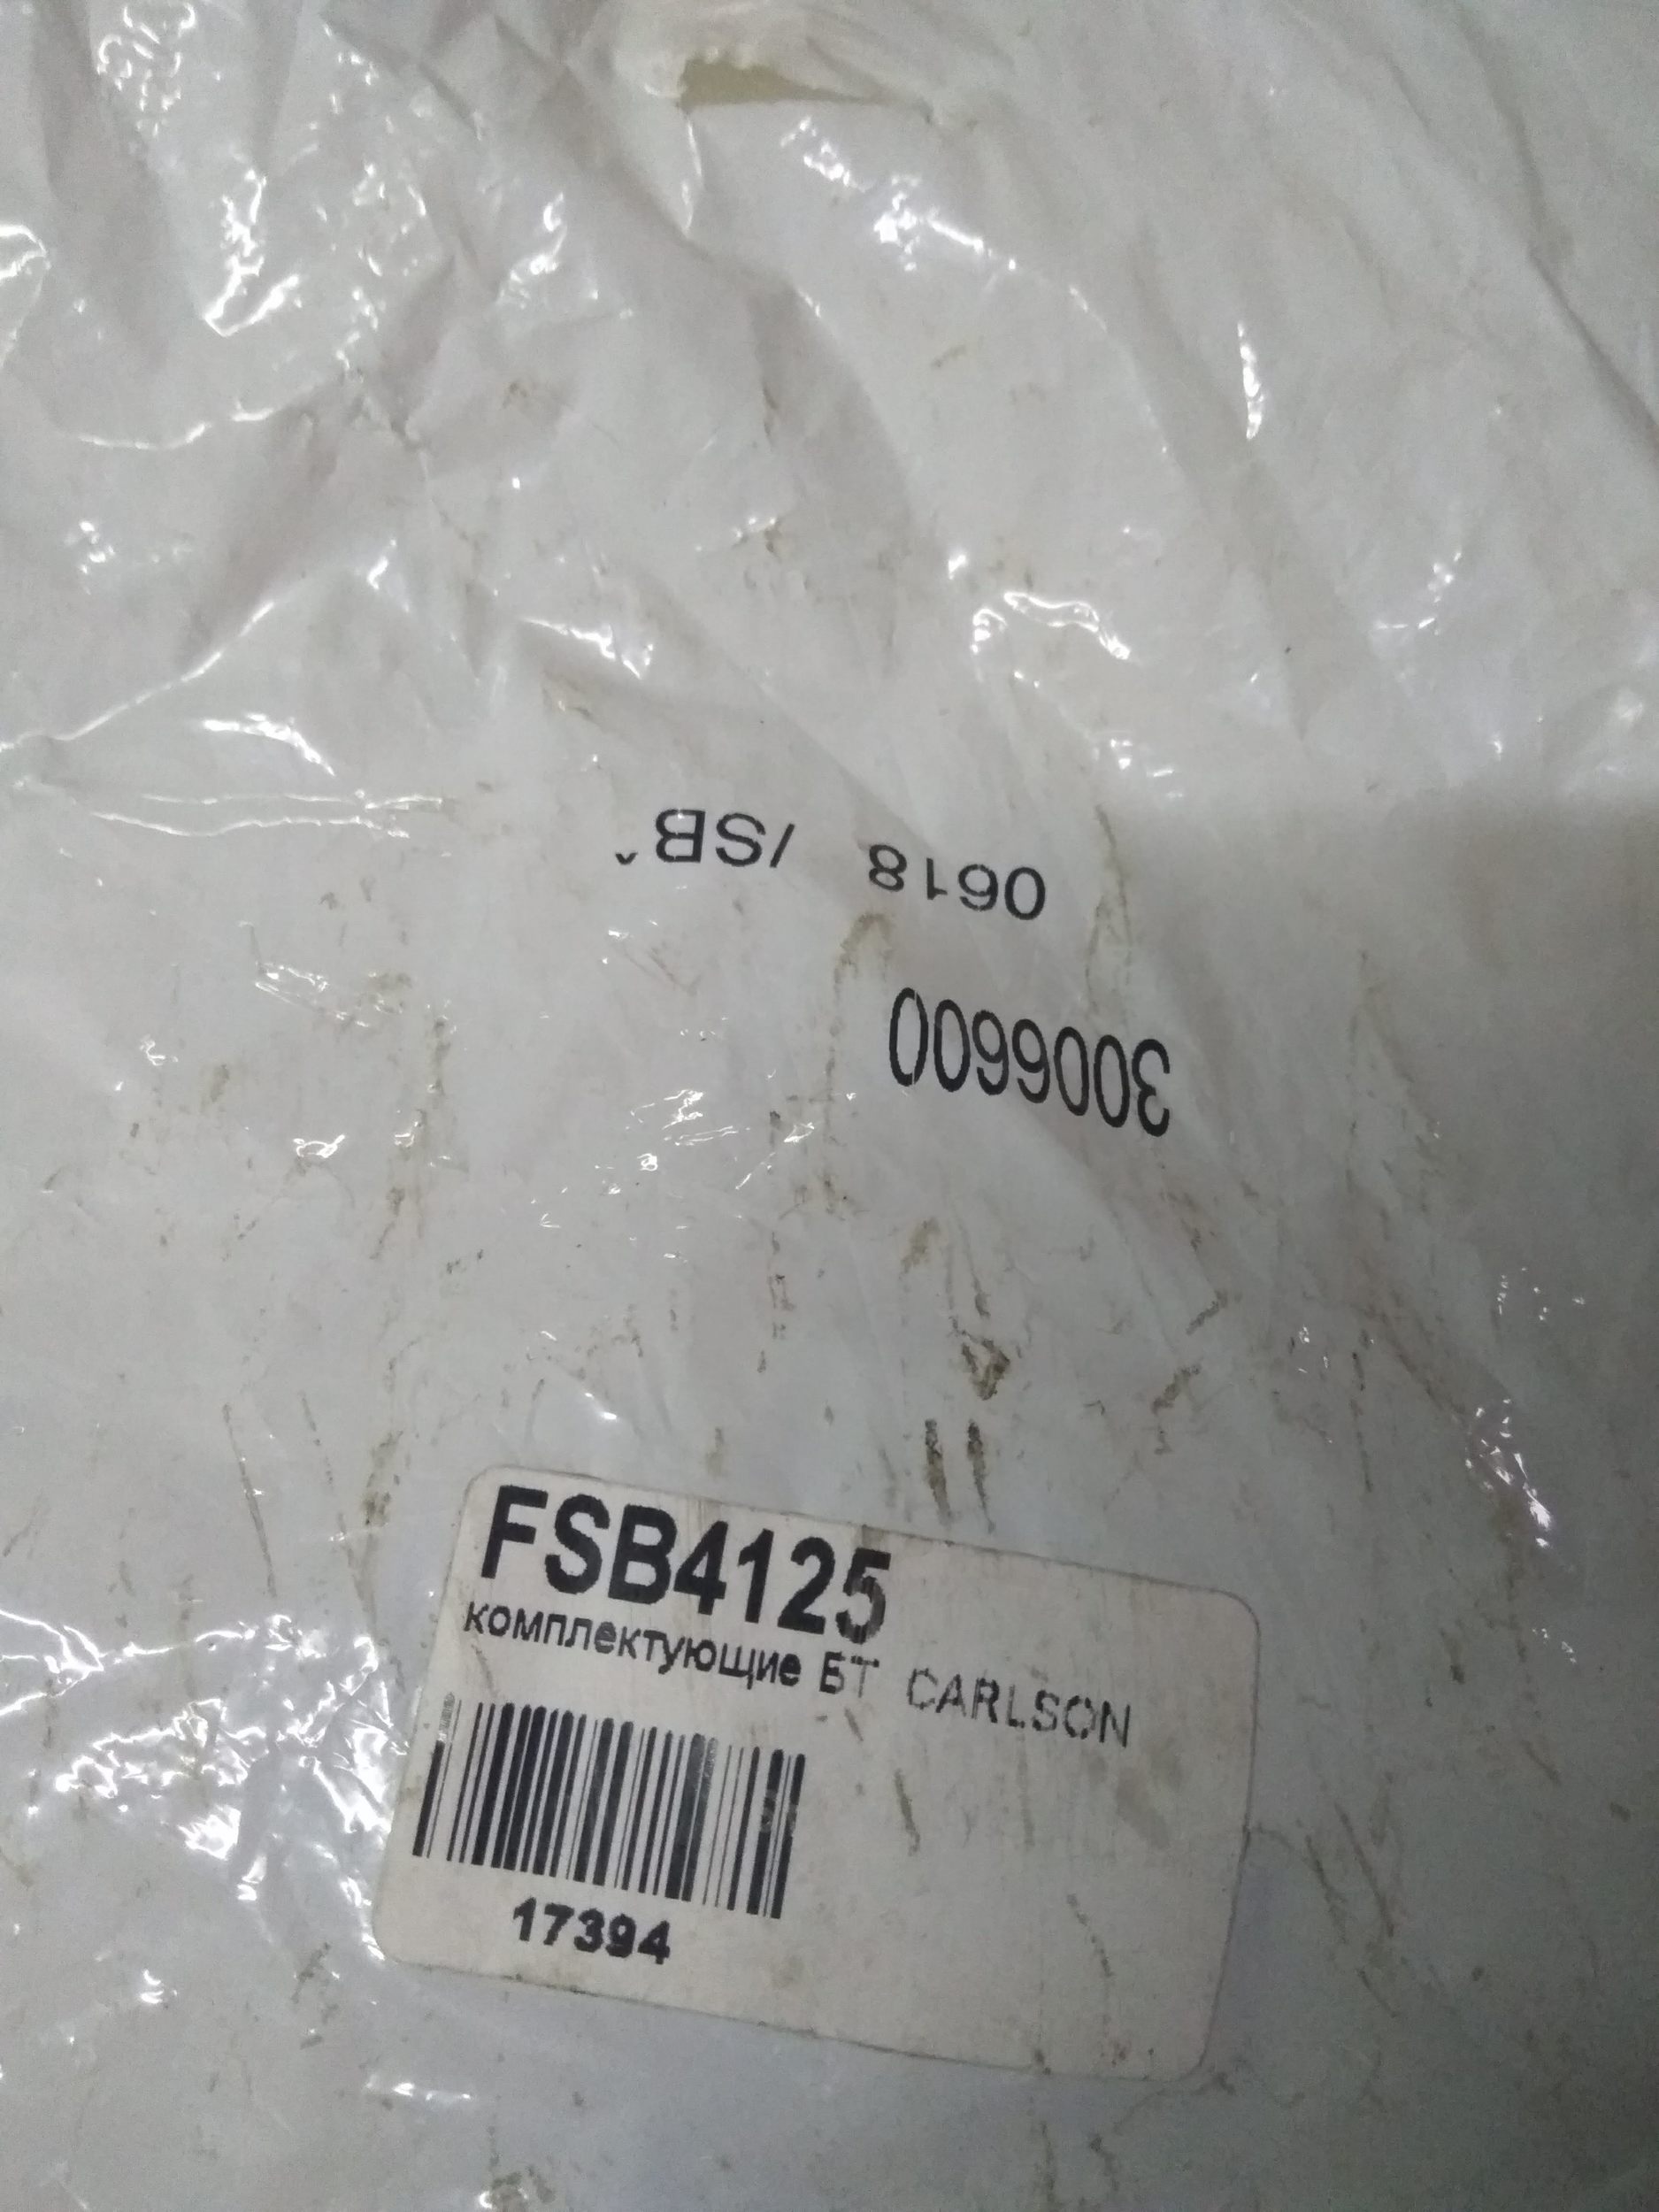 0618 /SB
3006600
FSB4125
комплектующие БТ CARLSON
17394